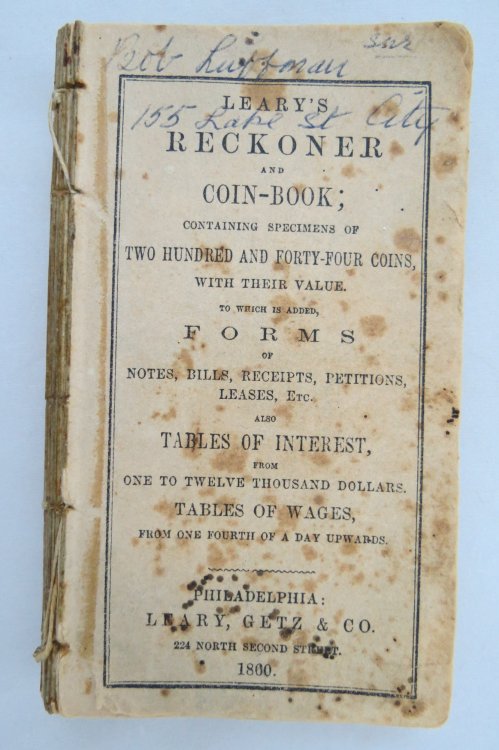 Bob
LEARY'S
155 Lake St City
RECKONER
AND
COIN-BOOK;
CONTAINING SPECIMENS OF
TWO HUNDRED AND FORTY-FOUR COINS,
WITH THEIR VALUE.
TO WHICH IS ADDED,
FORMS
OF
NOTES, BILLS, RECEIPTS, PETITIONS,
LEASES, ETC.
ALSO
TABLES OF INTEREST,
FROM
ONE TO TWELVE THOUSAND DOLLARS.
TABLES OF WAGES,
FROM ONE FOURTH OF A DAY UPWARDS.
PHILADELPHIA:
LEARY, GETZ & CO.
224 NORTH SECOND STREET.
1860.